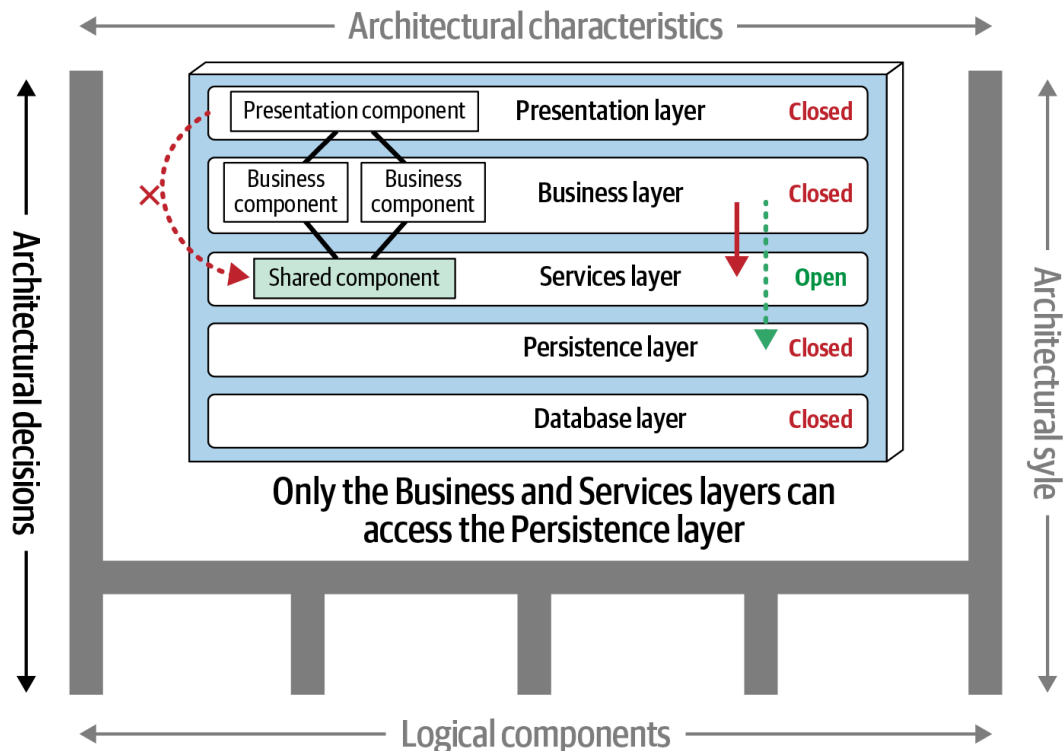 Architectural characteristics
Presentation component
Presentation layer
Closed
Business
component
Business
component
Business layer
Closed
Shared component
Services layer
Open
Persistence layer
Closed
Database layer
Closed
Only the Business and Services layers can
access the Persistence layer
Architectural decisions
Architectural syle
Logical components